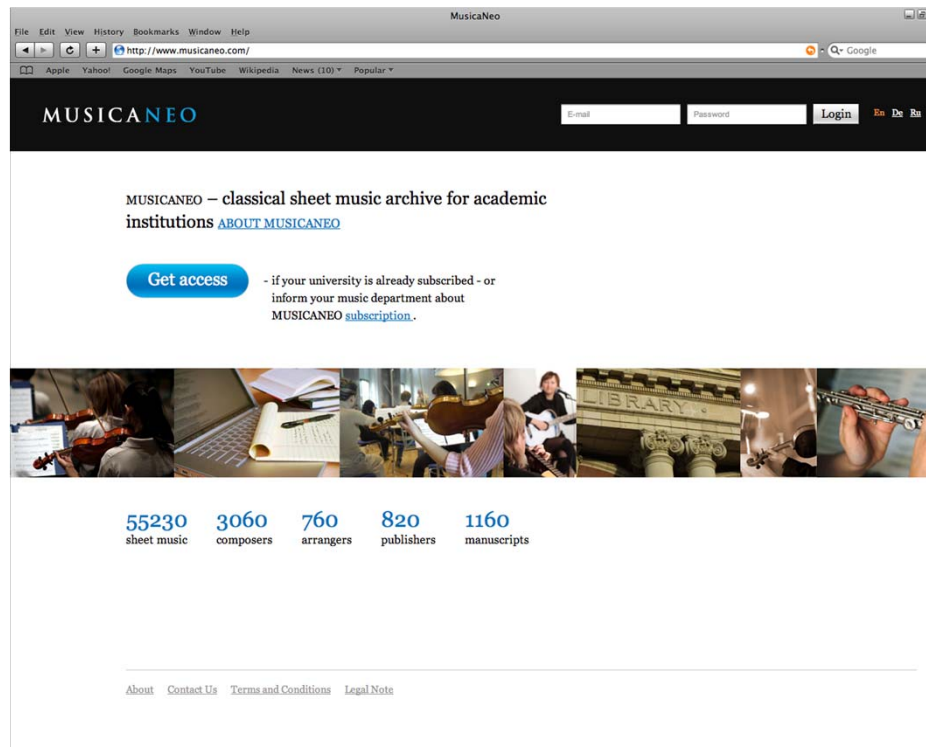 MusicaNeo
File Edit View History Bookmarks Window Help
http://www.musicaneo.com/
Google
Apple Yahoo! Google Maps YouTube Wikipedia News (10) Popular
MUSICANEO
E-mail
Password
Login
En De Ru
MUSICANEO – classical sheet music archive for academic
institutions ABOUT MUSICANEO
Get access
- if your university is already subscribed - or
inform your music department about
MUSICANEO subscription .
LIBRARY
55230 3060 760 820 1160
sheet music composers arrangers publishers manuscripts
About Contact Us Terms and Conditions Legal Note